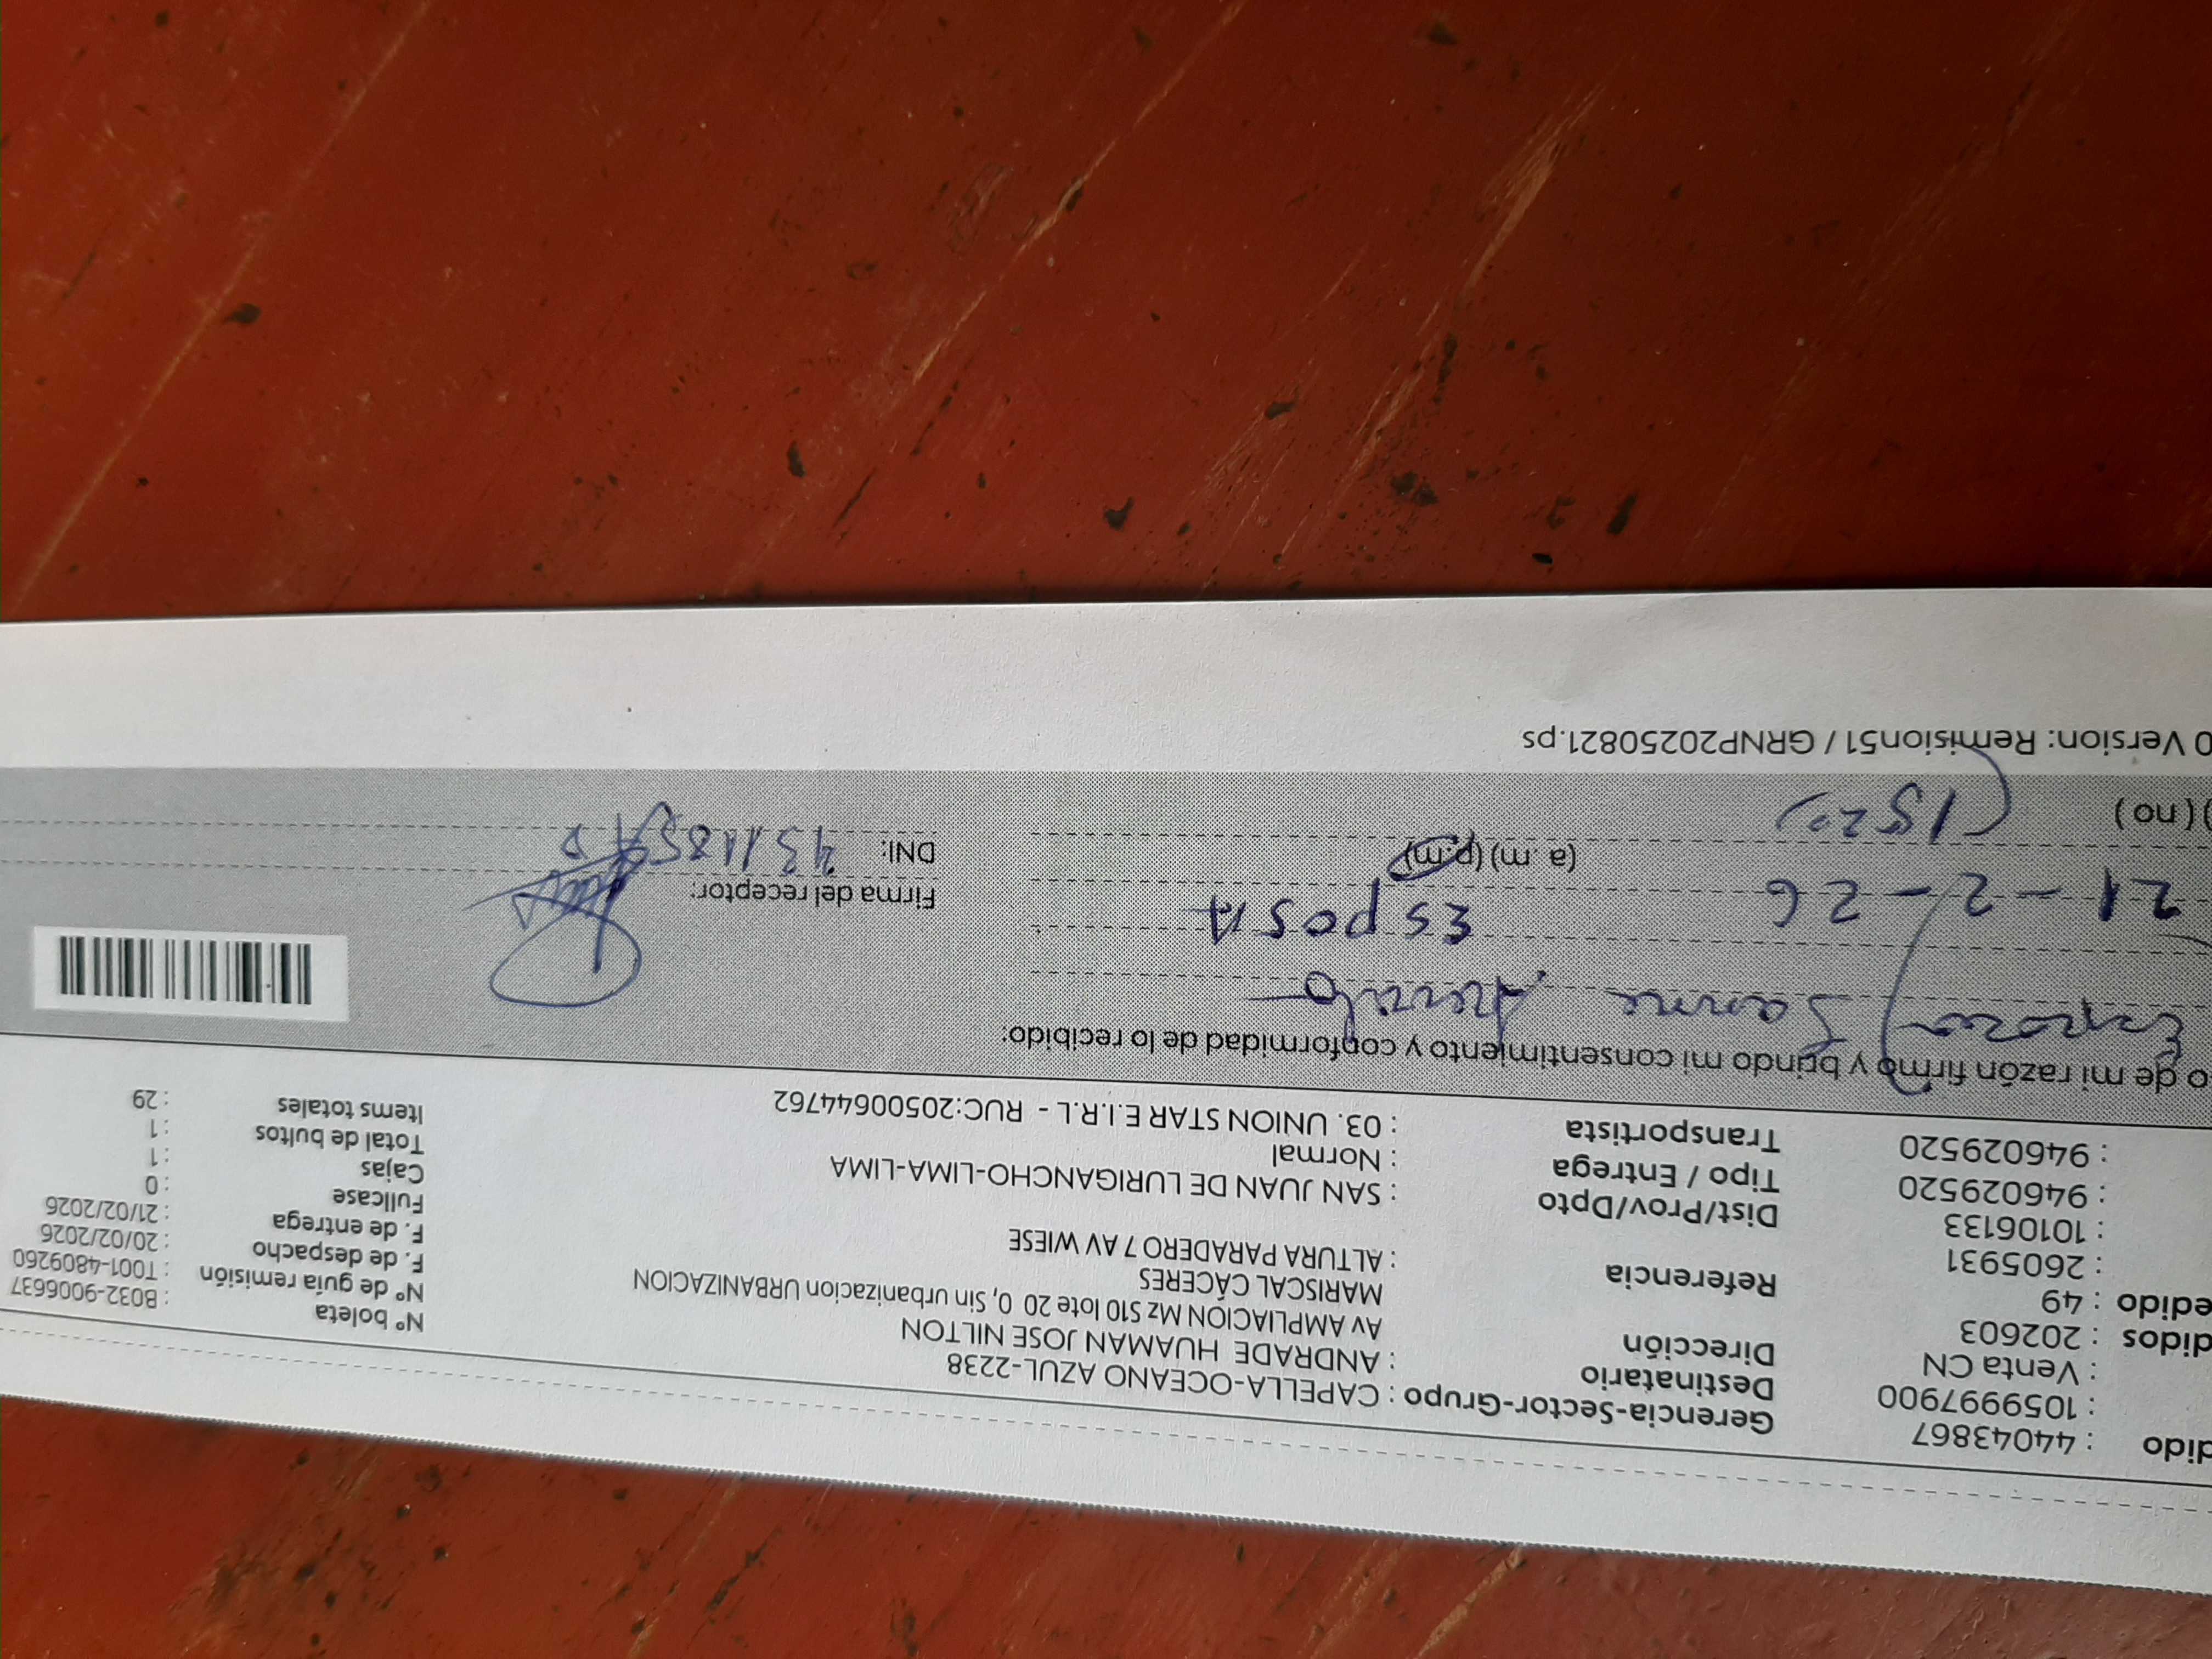 dido : 44043867
: 1059997900
: Venta CN
didos : 202603
edido : 49
: 2605931
: 10106133
: 946029520
: 946029520
Gerencia-Sector-Grupo : CAPELLA-OCEANO AZUL-2238
Destinatario : ANDRADE HUAMAN JOSE NILTON
Dirección Av AMPLIACION Mz S10 lote 20 0, Sin urbanizacion URBANIZACION
MARISCAL CÁCERES
Referencia : ALTURA PARADERO 7 AV WIESE
Dist/Prov/Dpto : SAN JUAN DE LURIGANCHO-LIMA-LIMA
Tipo / Entrega : Normal
Transportista : 03. UNION STAR E.I.R.L - RUC:20500644762
Nº boleta : B032-9006637
Nº de guía remisión : T001-4809260
F. de despacho : 20/02/2026
F. de entrega : 21/02/2026
Fullcase : 0
Cajas : 1
Total de bultos : 1
Items totales : 29
o de mi razón firmo y brindo mi consentimiento y conformidad de lo recibido:
EsposA
21-2-26 (a. m) (p.m)
) ( no )
Firma del receptor:
DNI:
0 Version: Remision51 / GRNP20250821.ps